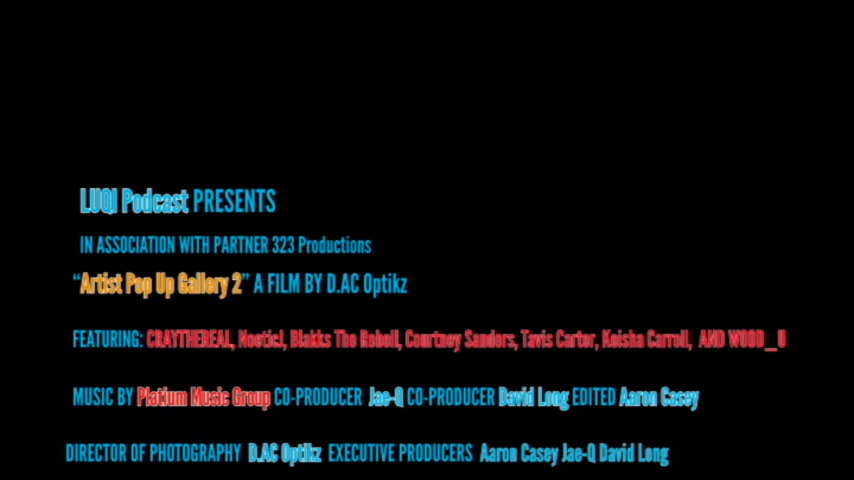 LUQI Podcast PRESENTS
IN ASSOCIATION WITH PARTNER 323 Productions
“Artist Pop Up Gallery 2” A FILM BY D.AC Optikz
FEATURING: CRAYTHEREAL, NoeticJ, Blakks The Rebell, Courtney Sanders, Tavis Carter, Keisha Carroll, AND WOOD_U
MUSIC BY Platium Music Group CO-PRODUCER Jae-Q CO-PRODUCER David Long EDITED Aaron Casey
DIRECTOR OF PHOTOGRAPHY D.AC Optikz EXECUTIVE PRODUCERS Aaron Casey Jae-Q David Long